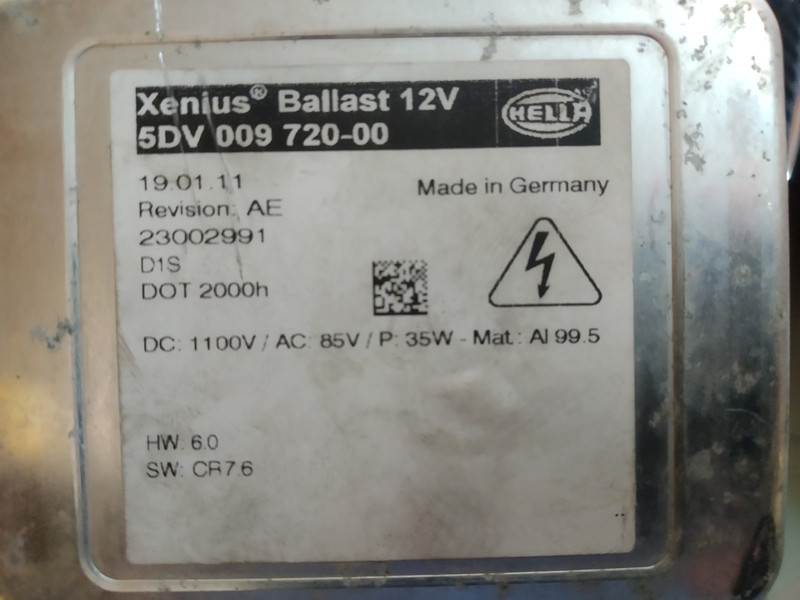 Xenius® Ballast 12V
5DV 009 720-00
HELLA
19.01.11
Made in Germany
Revision: AE
23002991
D1S
DOT 2000h
DC: 1100V / AC: 85V / P: 35W - Mat.: Al 99.5
HW: 6.0
SW: CR7.6